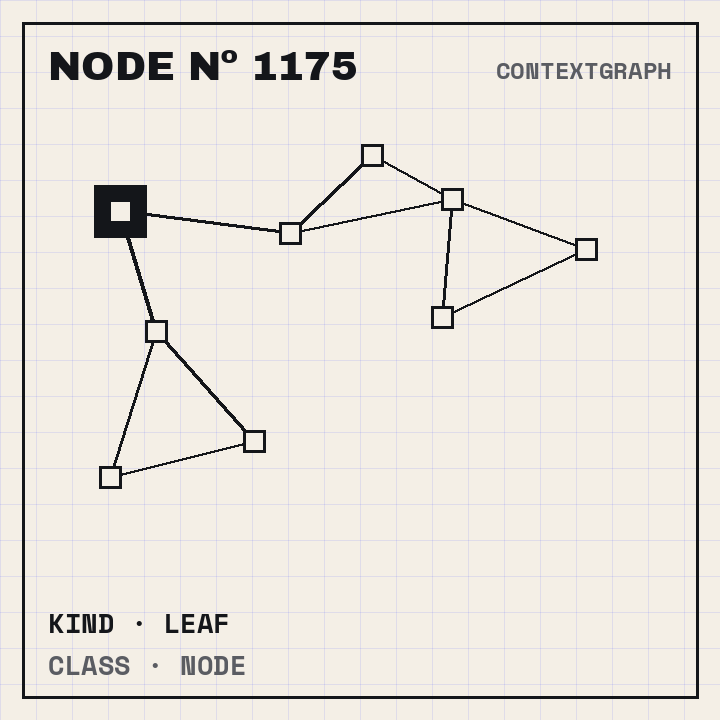 NODE Nº 1175
CONTEXTGRAPH
KIND · LEAF
CLASS · NODE